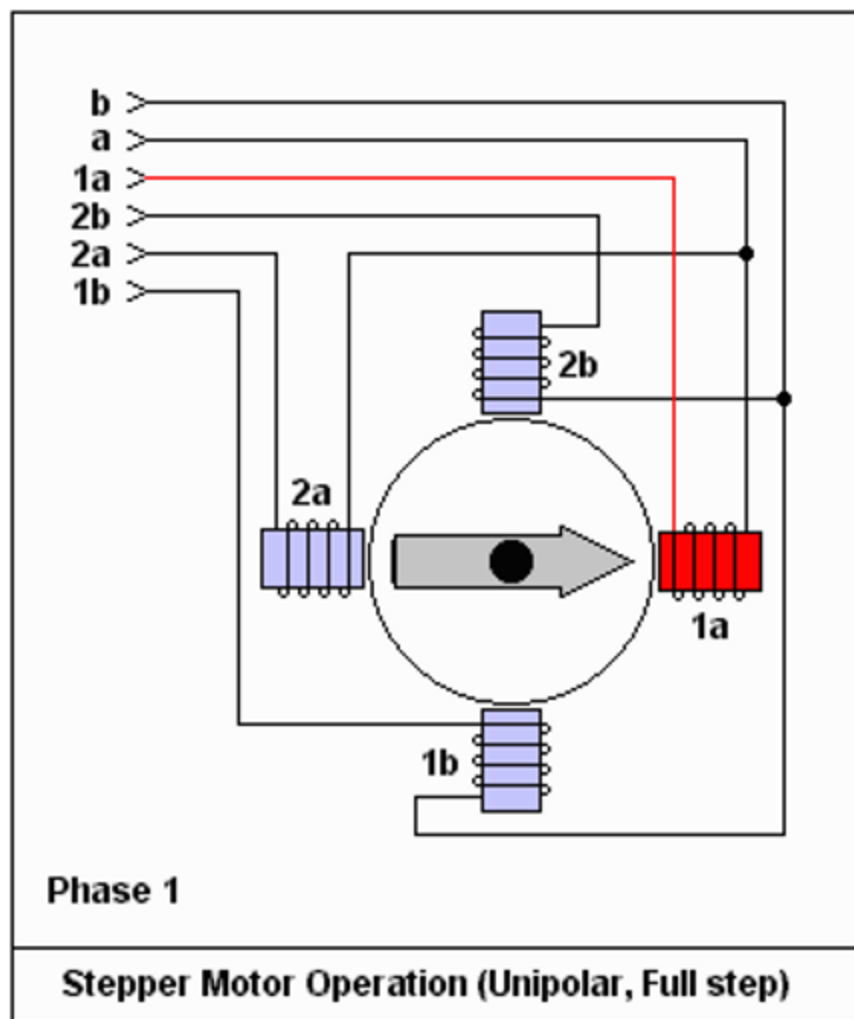 b
a
1a
2b
2a
1b
2b
2a
1a
1b
Phase 1
Stepper Motor Operation (Unipolar, Full step)